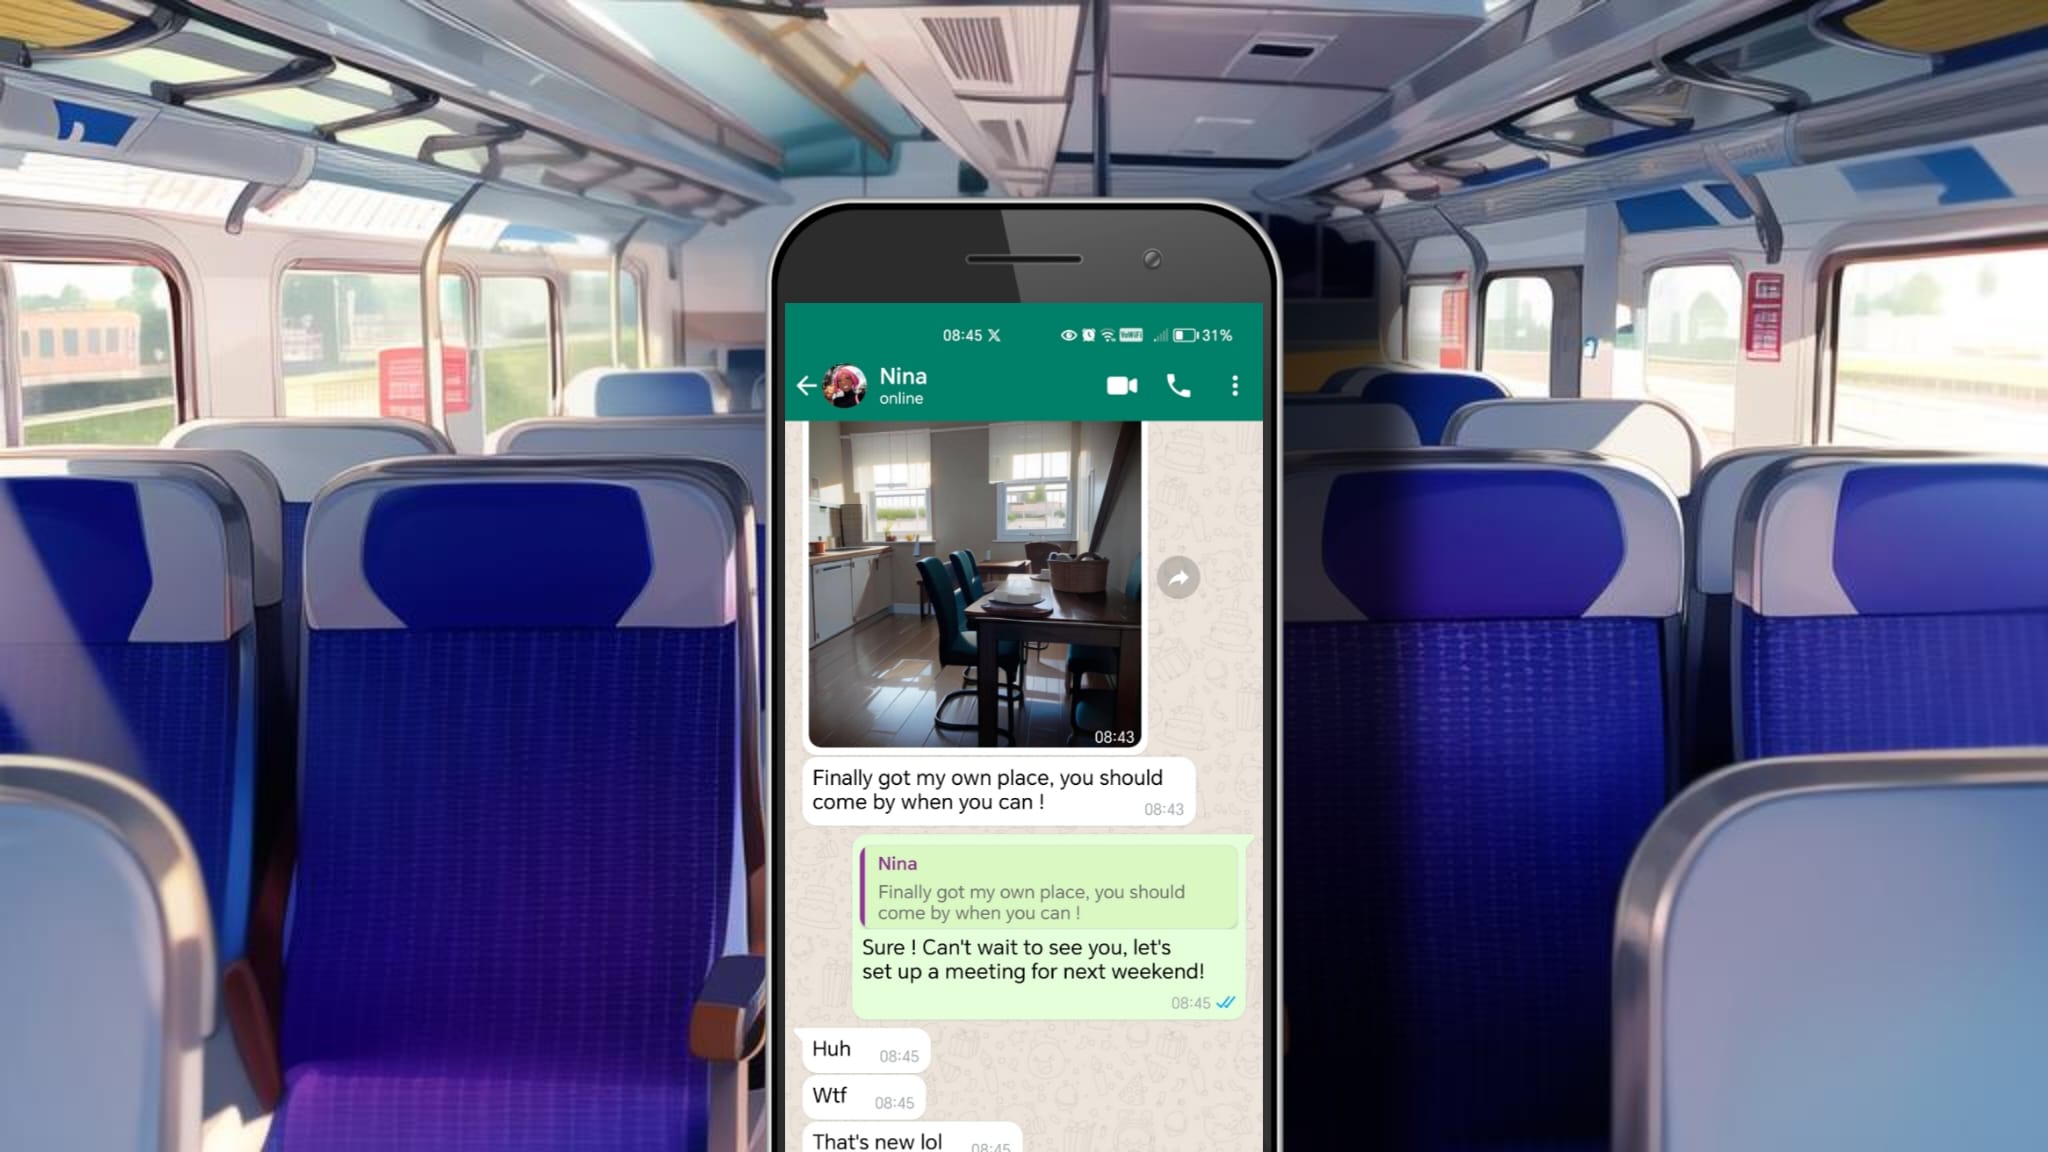 08:45
VoWiFi
31%
Nina
online
08:43
Finally got my own place, you should
come by when you can !
08:43
Nina
Finally got my own place, you should
come by when you can !
Sure ! Can't wait to see you, let's
set up a meeting for next weekend!
08:45
Huh
08:45
Wtf
08:45
That's new lol
08:45